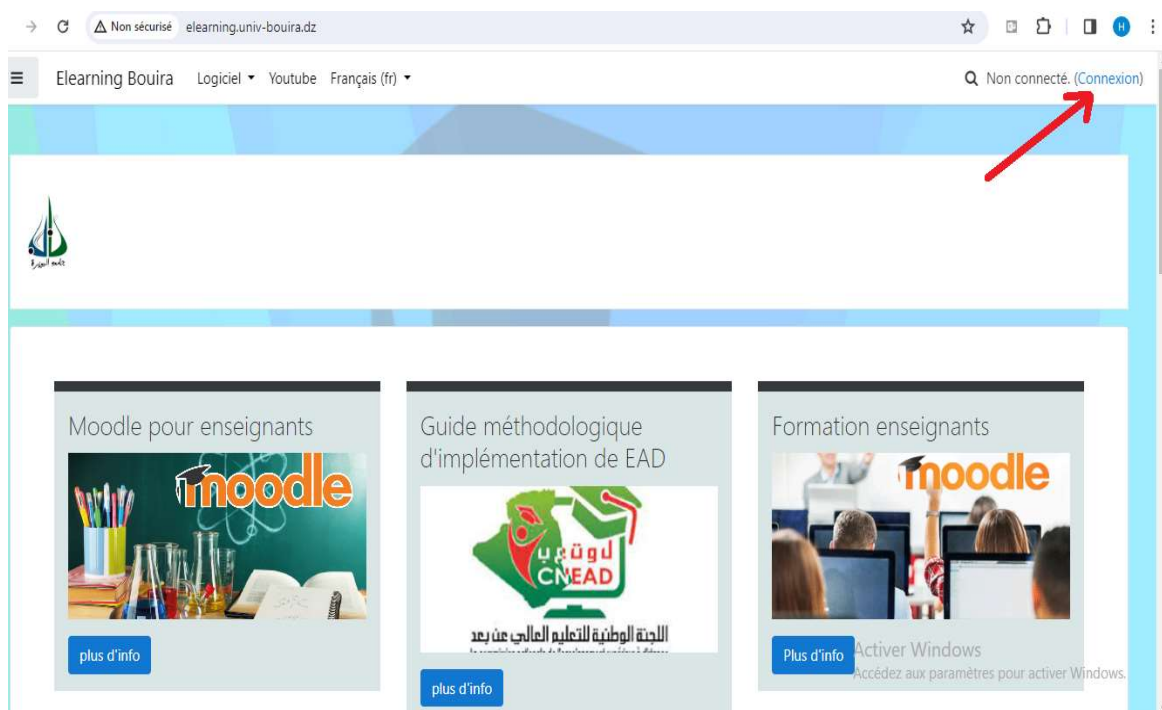 Non sécurisé elearning.univ-bouira.dz
H
Elearning Bouira Logiciel Youtube Français (fr) Non connecté. (Connexion)
جامعة البويرة
Moodle pour enseignants
moodle
plus d'info
Guide méthodologique
d'implémentation de EAD
CNEAD
اللجنة الوطنية للتعليم العالي عن بعد
plus d'info
Formation enseignants
moodle
Plus d'info
Activer Windows
Accédez aux paramètres pour activer Windows.